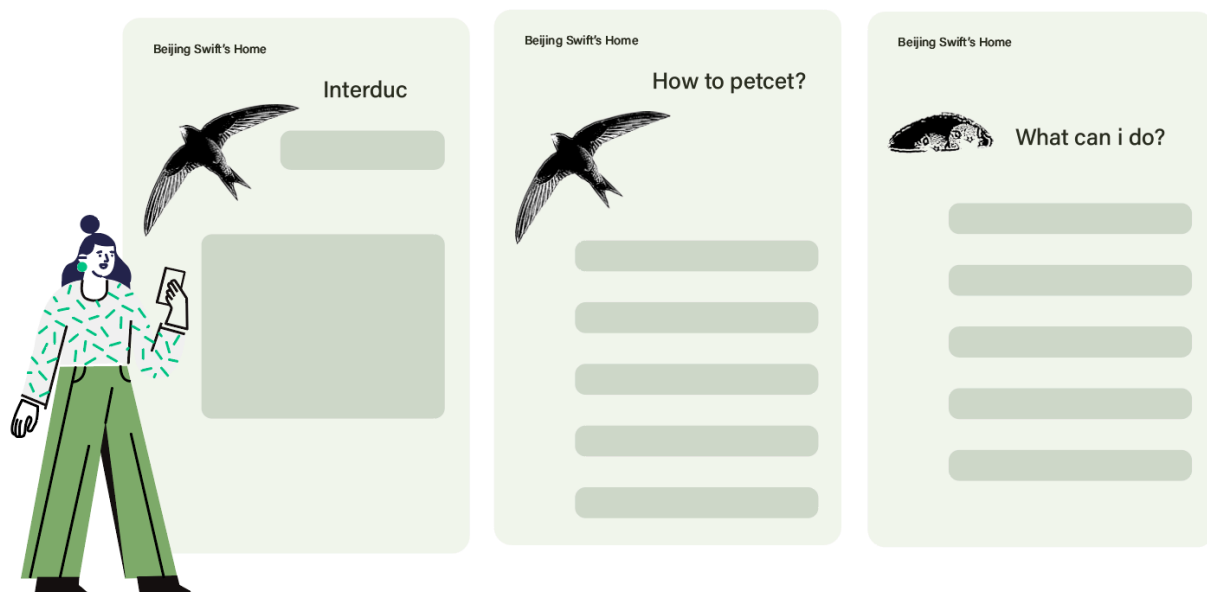 Beijing Swift's Home
Interduc
Beijing Swift's Home
How to petcet?
Beijing Swift's Home
What can i do?